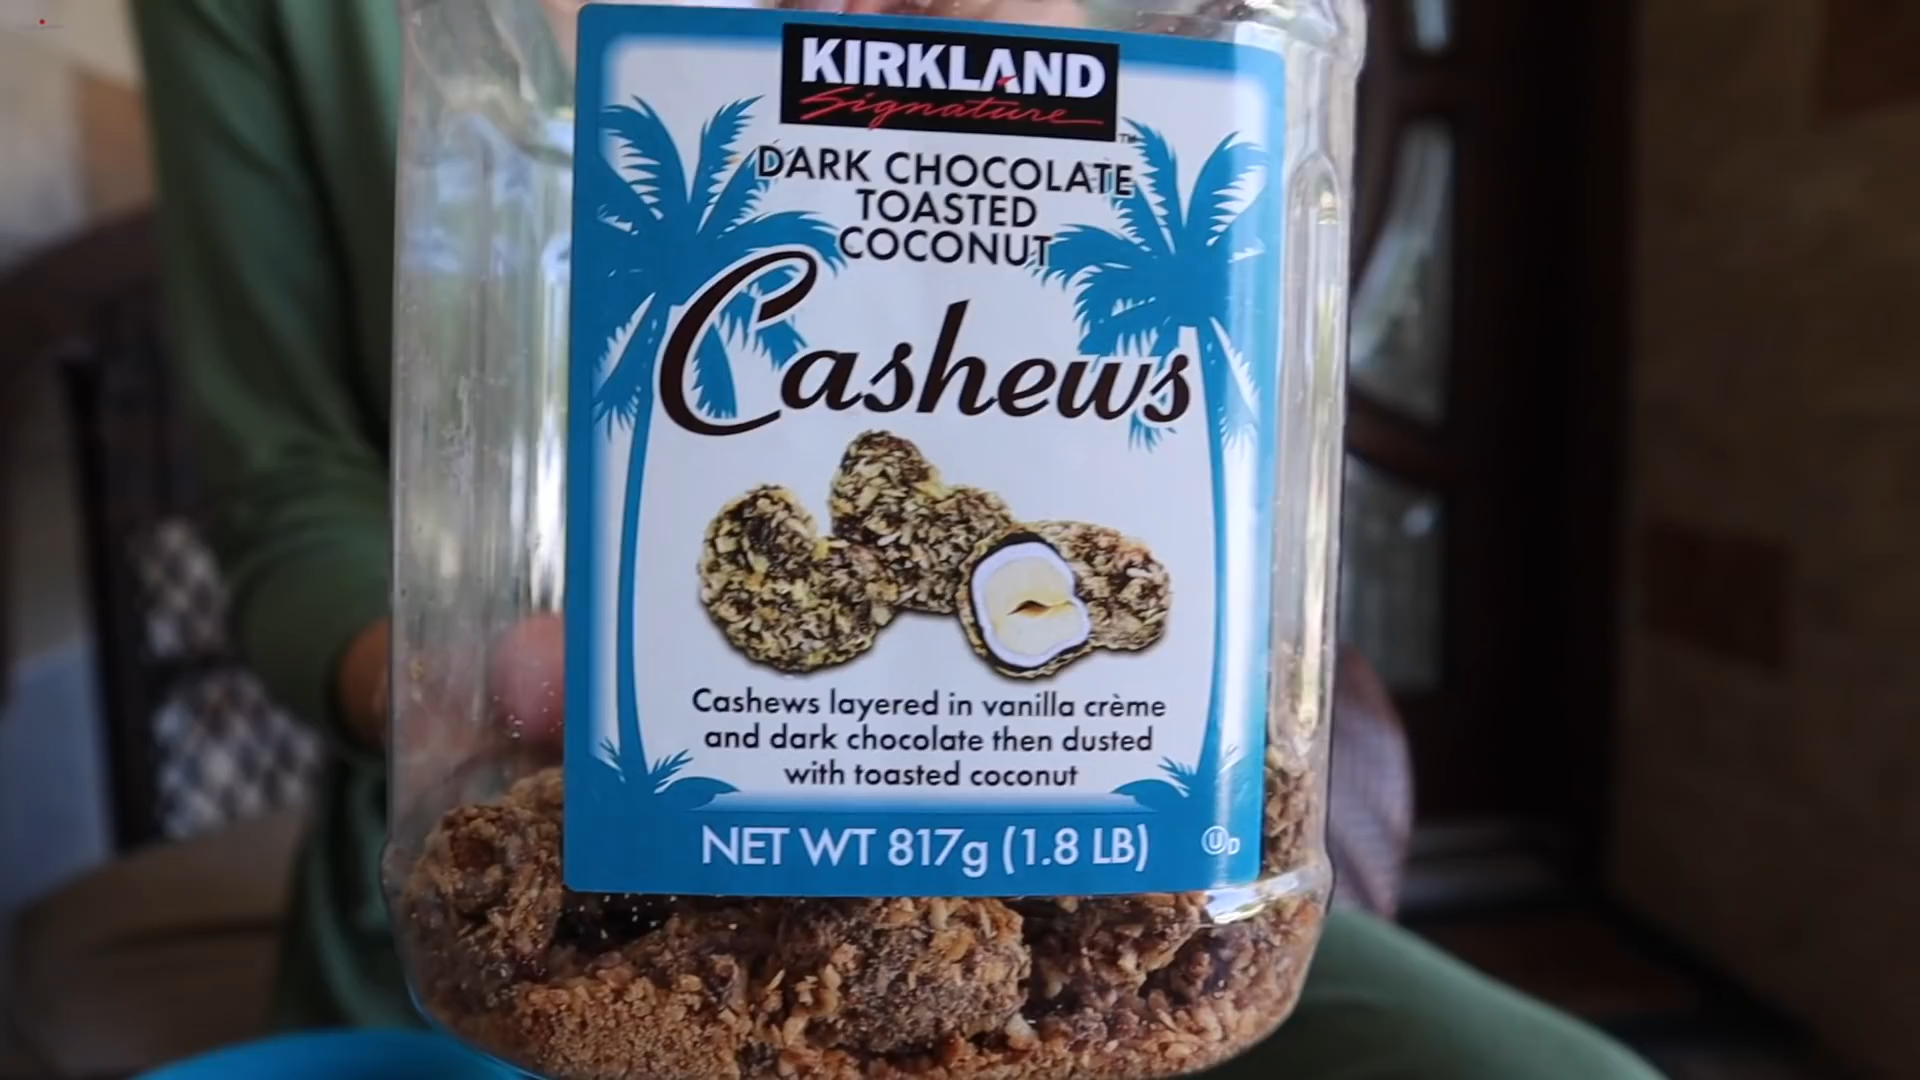 KIRKLAND
Signature
TM
DARK CHOCOLATE
TOASTED
COCONUT
Cashews
Cashews layered in vanilla crème
and dark chocolate then dusted
with toasted coconut
NET WT 817g (1.8 LB)
U D